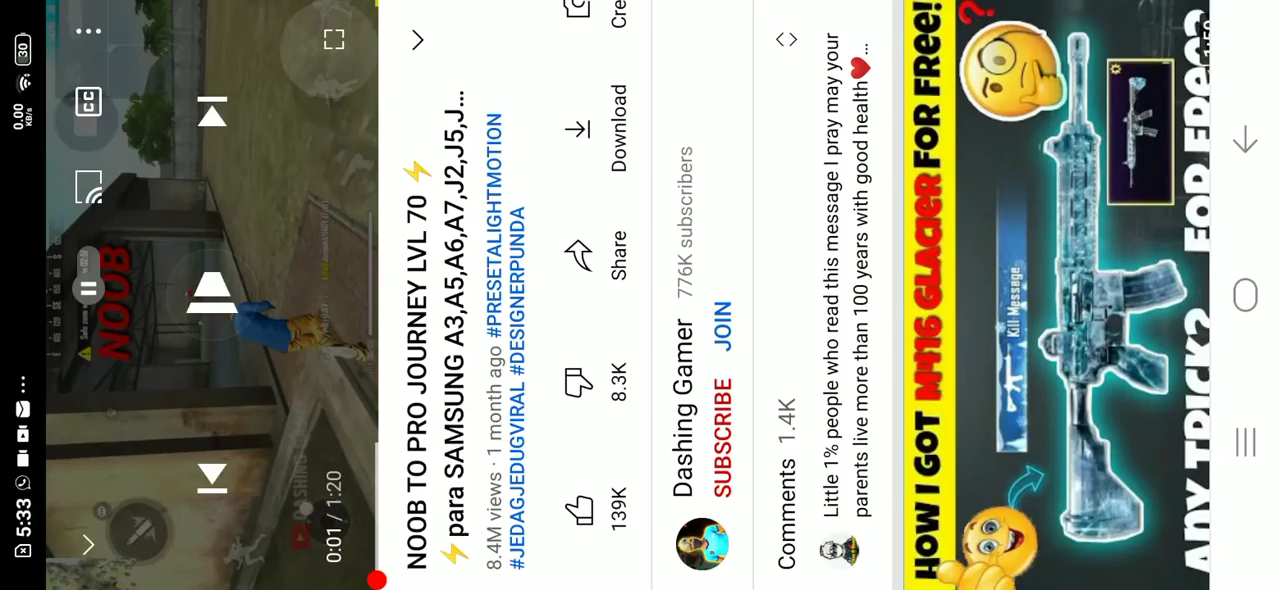 5:33
0.00
KB/s
30
CC
NOOB
0:01 / 1:20
NOOB TO PRO JOURNEY LVL 70 ⚡
⚡ para SAMSUNG A3,A5,A6,A7,J2,J5,J...
8.4M views · 1 month ago #PRESETALIGHTMOTION
#JEDAGJEDUGVIRAL #DESIGNERPUNDA
139K
8.3K
Share
Download
Cre
Dashing Gamer 776K subscribers
SUBSCRIBE JOIN
Comments 1.4K
Little 1% people who read this message I pray may your
parents live more than 100 years with good health❤️...
HOW I GOT M416 GLACIER FOR FREE!
?
Kill Message
ANY TRICK? FOR FREE?